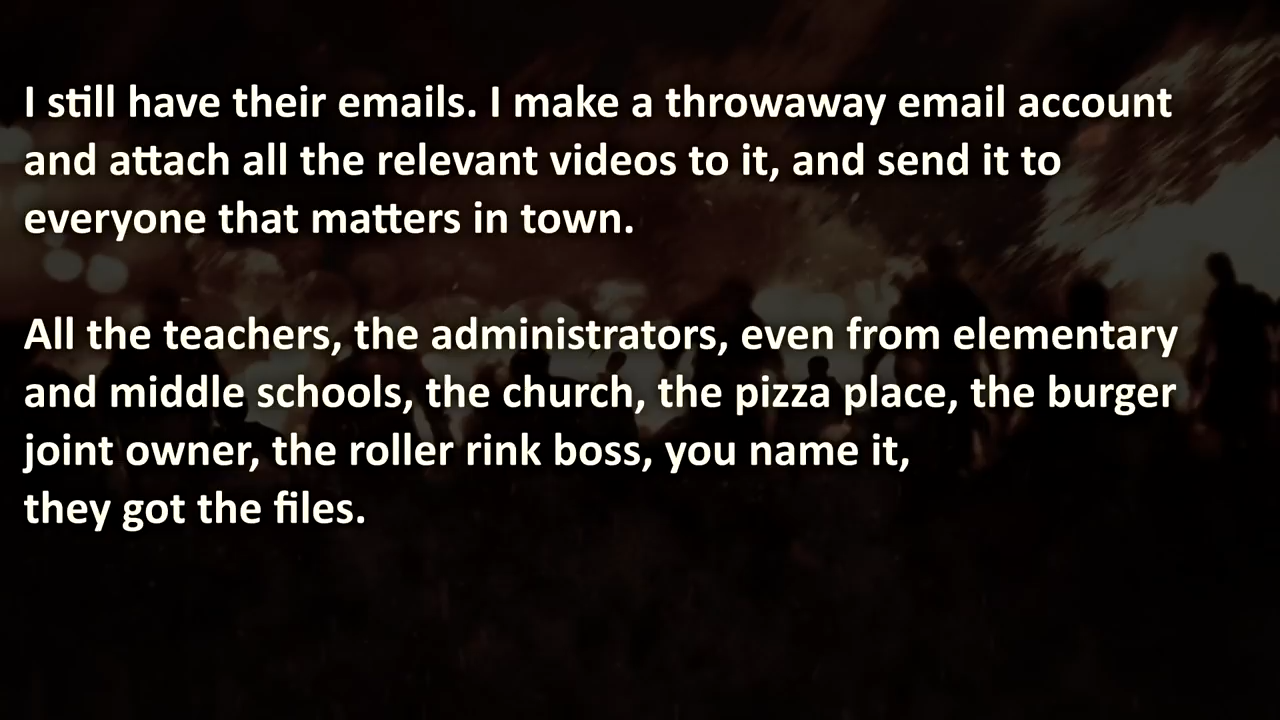 I still have their emails. I make a throwaway email account
and attach all the relevant videos to it, and send it to
everyone that matters in town.
All the teachers, the administrators, even from elementary
and middle schools, the church, the pizza place, the burger
joint owner, the roller rink boss, you name it,
they got the files.